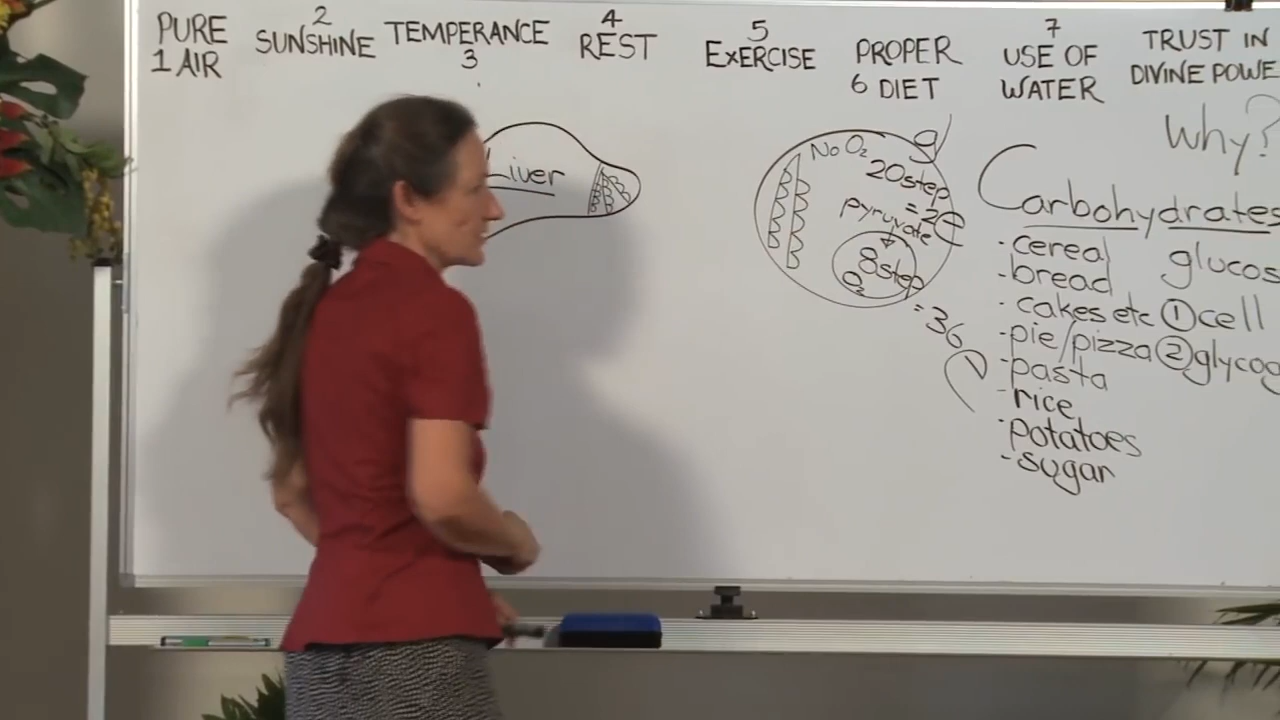 PURE
1 AIR
2
SUNSHINE
TEMPERANCE
3
4
REST
5
EXERCISE
PROPER
6 DIET
7
USE OF
WATER
TRUST IN
DIVINE POWE
Why?
Liver
g
No O2
20step
= 2e
pyruvate
8step
O2
= 36
Carbohydrates
· cereal
- bread
· cakes etc
- pie/pizza
- pasta
- rice
· potatoes
- sugar
glucos
① cell
② glycog